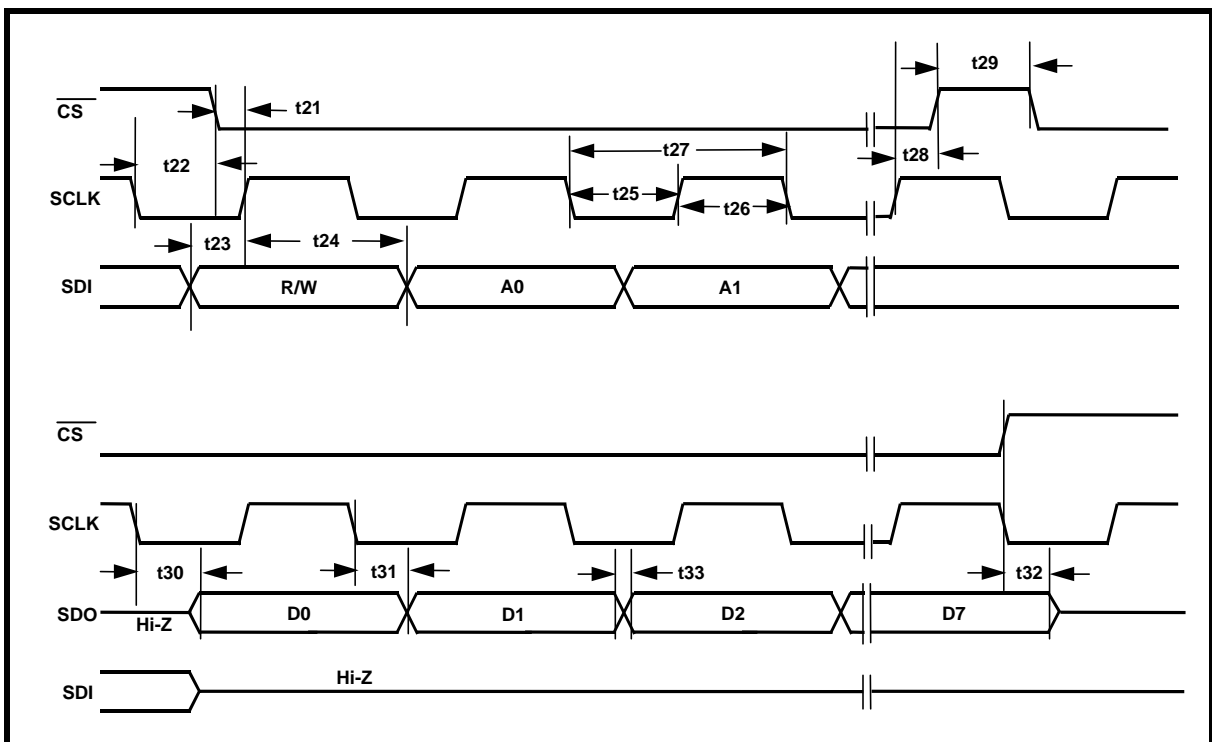 CS
t21
t29
t22
t27
t28
SCLK
t25
t26
t23
t24
SDI
R/W
A0
A1
CS
SCLK
t30
t31
t33
t32
SDO
Hi-Z
D0
D1
D2
D7
SDI
Hi-Z